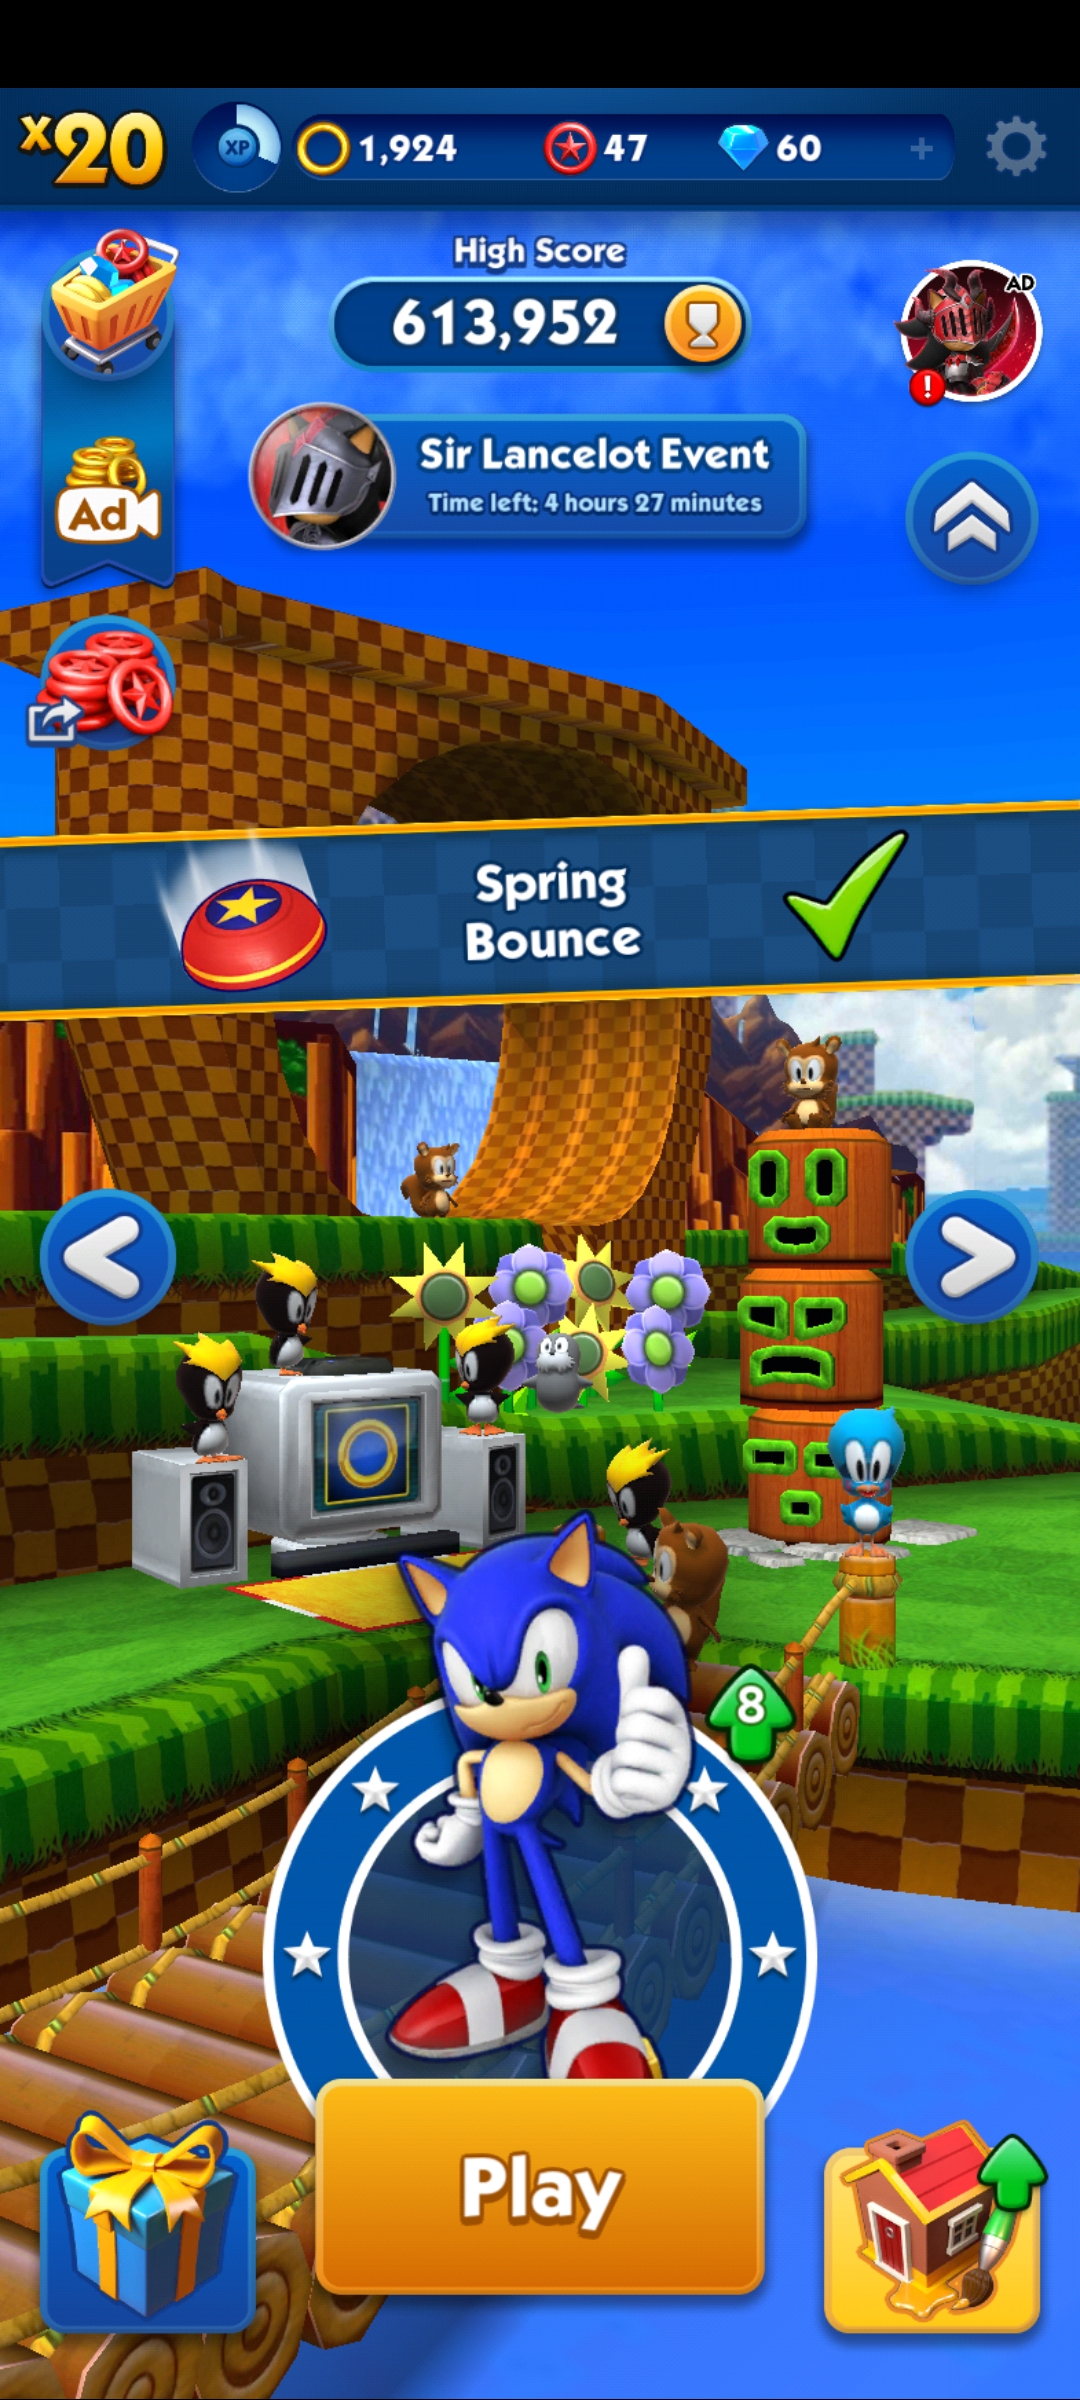 x20
XP
1,924
47
60
+
High Score
613,952
AD
!
Sir Lancelot Event
Time left: 4 hours 27 minutes
Ad
Spring
Bounce
8
Play